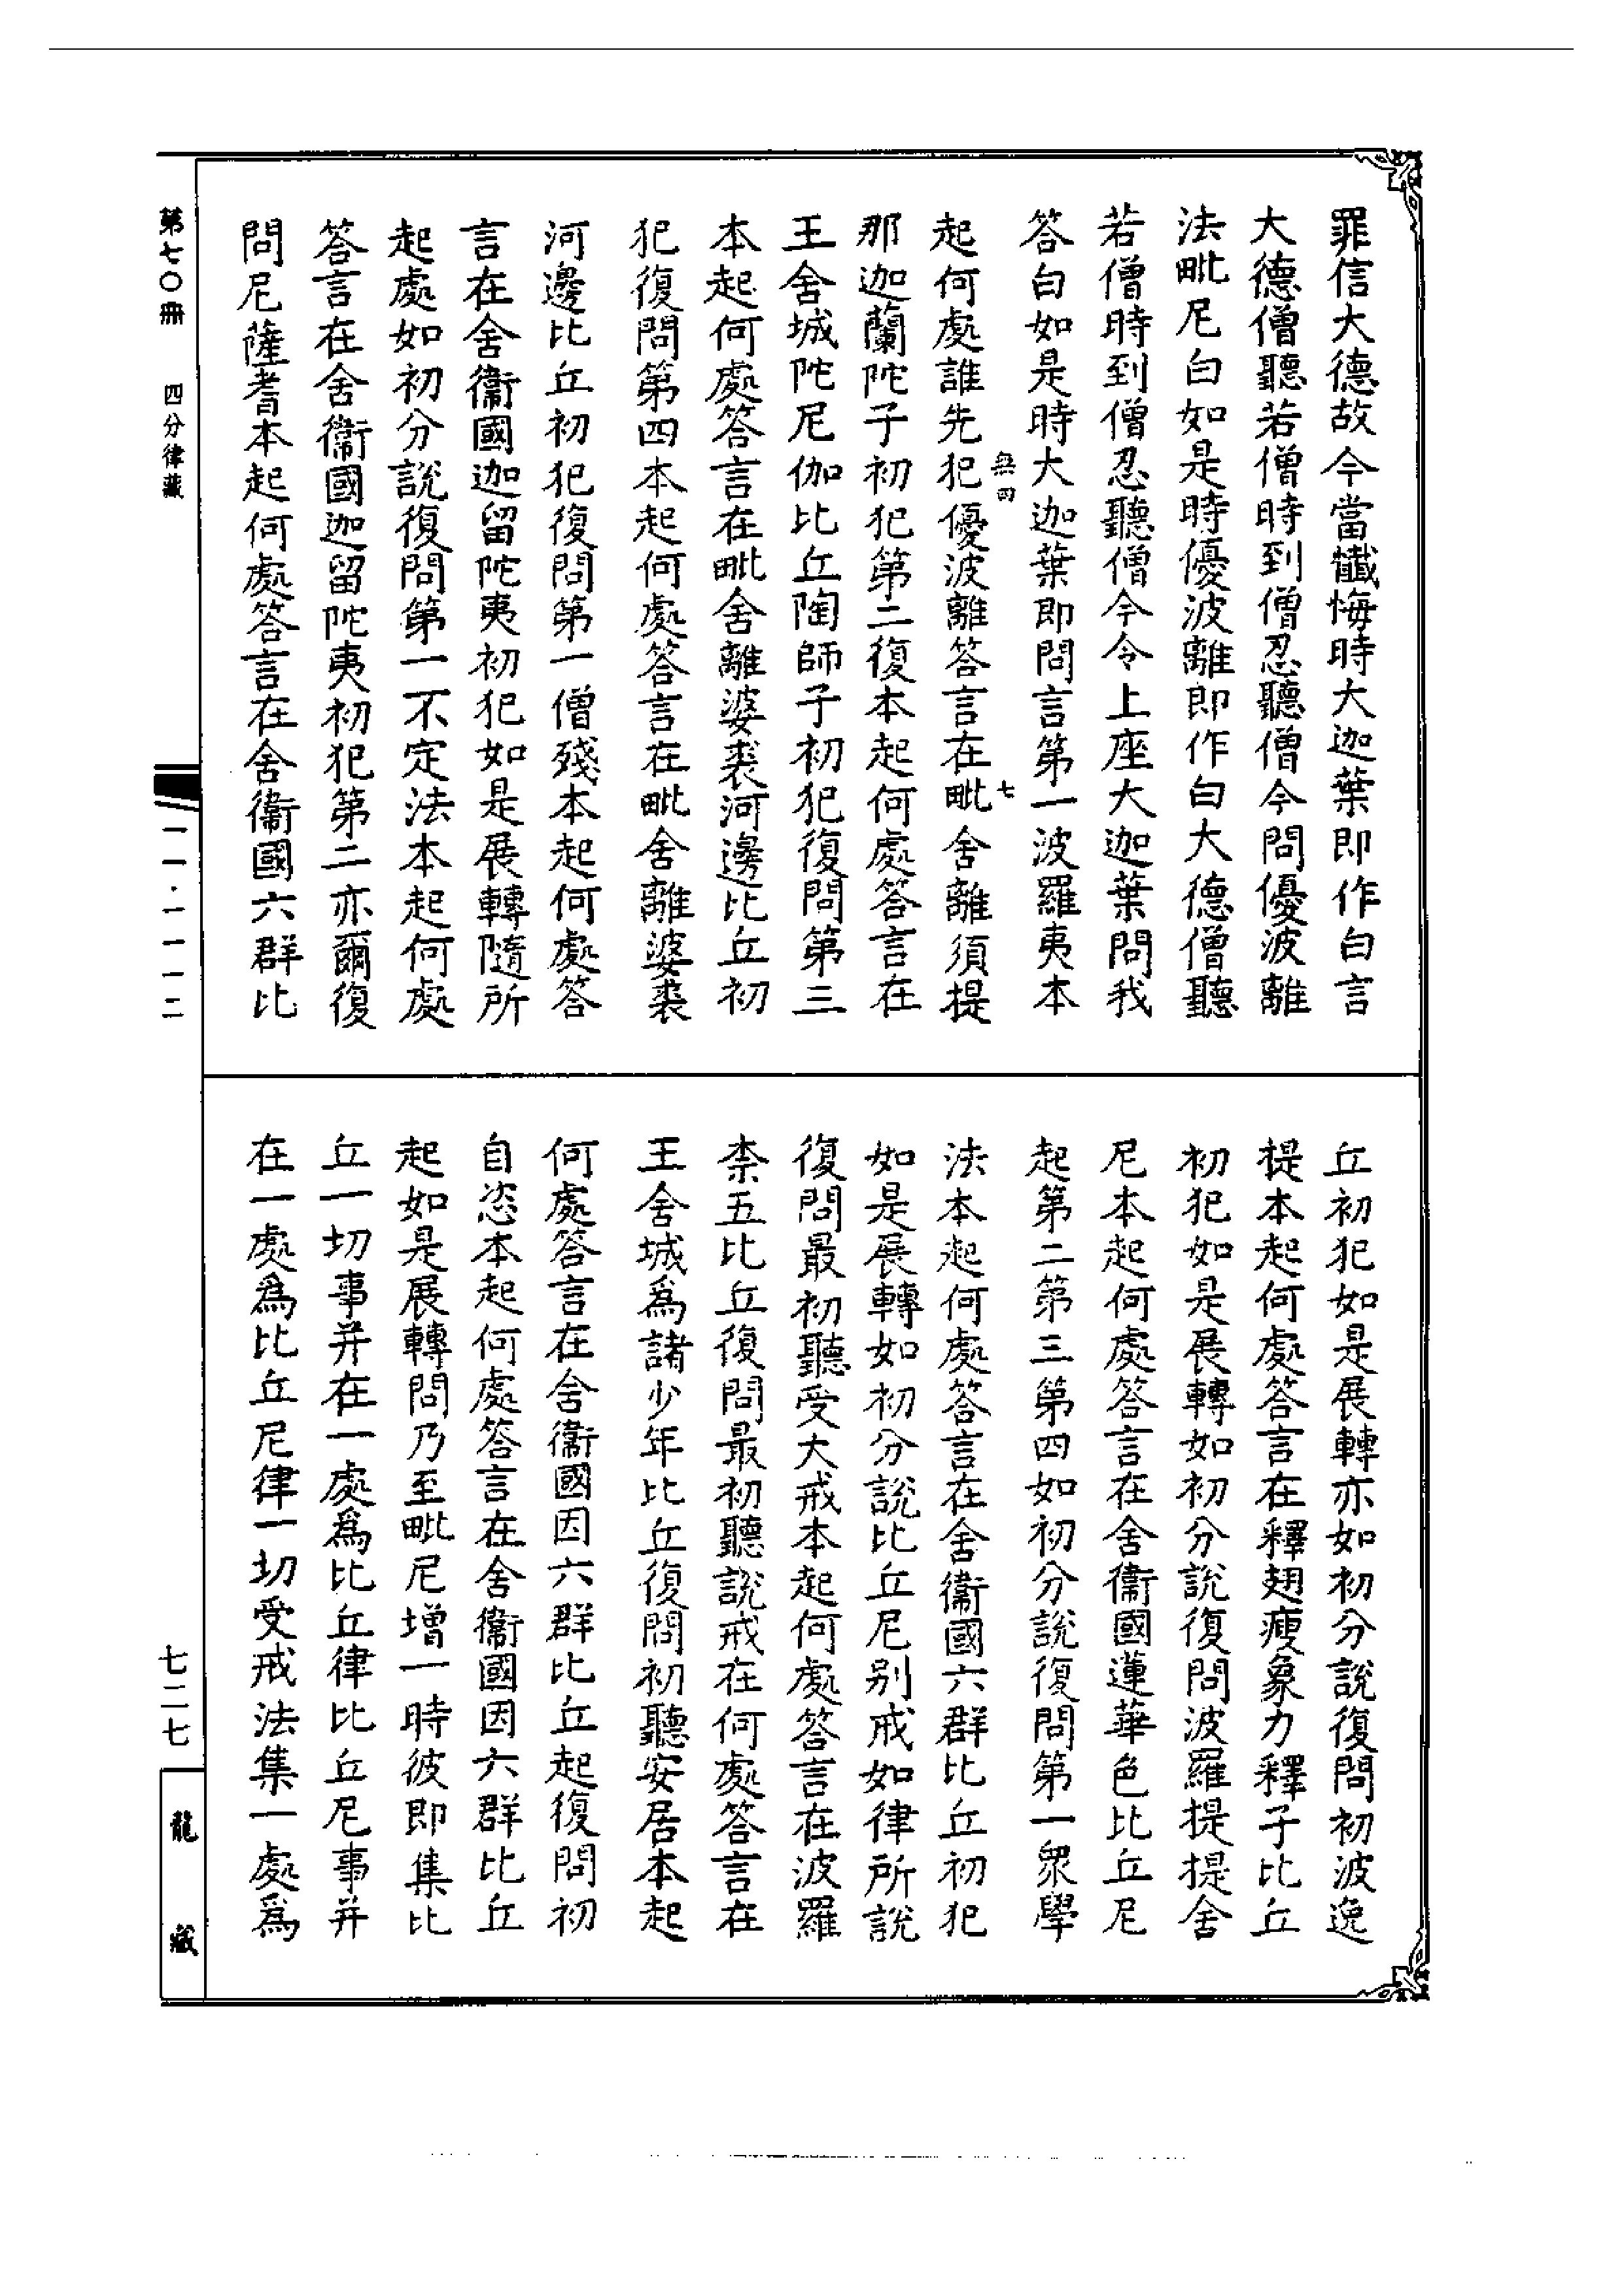 罪信大德故今當懺悔時大迦葉即作白言
大德僧聽若僧時到僧忍聽僧今問優波離
法毗尼白如是時優波離即作白大德僧聽
若僧時到僧忍聽僧今令上座大迦葉問我
答白如是時大迦葉即問言第一波羅夷本
無四 七
起何處誰先犯優波離答言在毗舍離須提
那迦蘭陀子初犯第二復本起何處答言在
王舍城陀尼伽比丘陶師子初犯復問第三
本起何處答言在毗舍離婆裘河邊比丘初
犯復問第四本起何處答言在毗舍離婆裘
河邊比丘初犯復問第一僧殘本起何處答
言在舍衞國迦留陀夷初犯如是展轉隨所
起處如初分說復問第一不定法本起何處
答言在舍衞國迦留陀夷初犯第二亦爾復
問尼薩耆本起何處答言在舍衞國六群比
丘初犯如是展轉亦如初分說復問初波逸
提本起何處答言在釋翅瘦象力釋子比丘
初犯如是展轉如初分說復問波羅提提舍
尼本起何處答言在舍衞國蓮華色比丘尼
起第二第三第四如初分說復問第一眾學
法本起何處答言在舍衞國六群比丘初犯
如是展轉如初分說比丘尼別戒如律所說
復問最初聽受大戒本起何處答言在波羅
柰五比丘復問最初聽說戒在何處答言在
王舍城爲諸少年比丘復問初聽安居本起
何處答言在舍衞國因六群比丘起復問初
自恣本起何處答言在舍衞國因六群比丘
起如是展轉問乃至毗尼增一時彼即集比
丘一切事并在一處爲比丘律比丘尼事并
在一處爲比丘尼律一切受戒法集一處爲
第七〇冊 四分律藏
一一·一一一二
七二七
龍藏